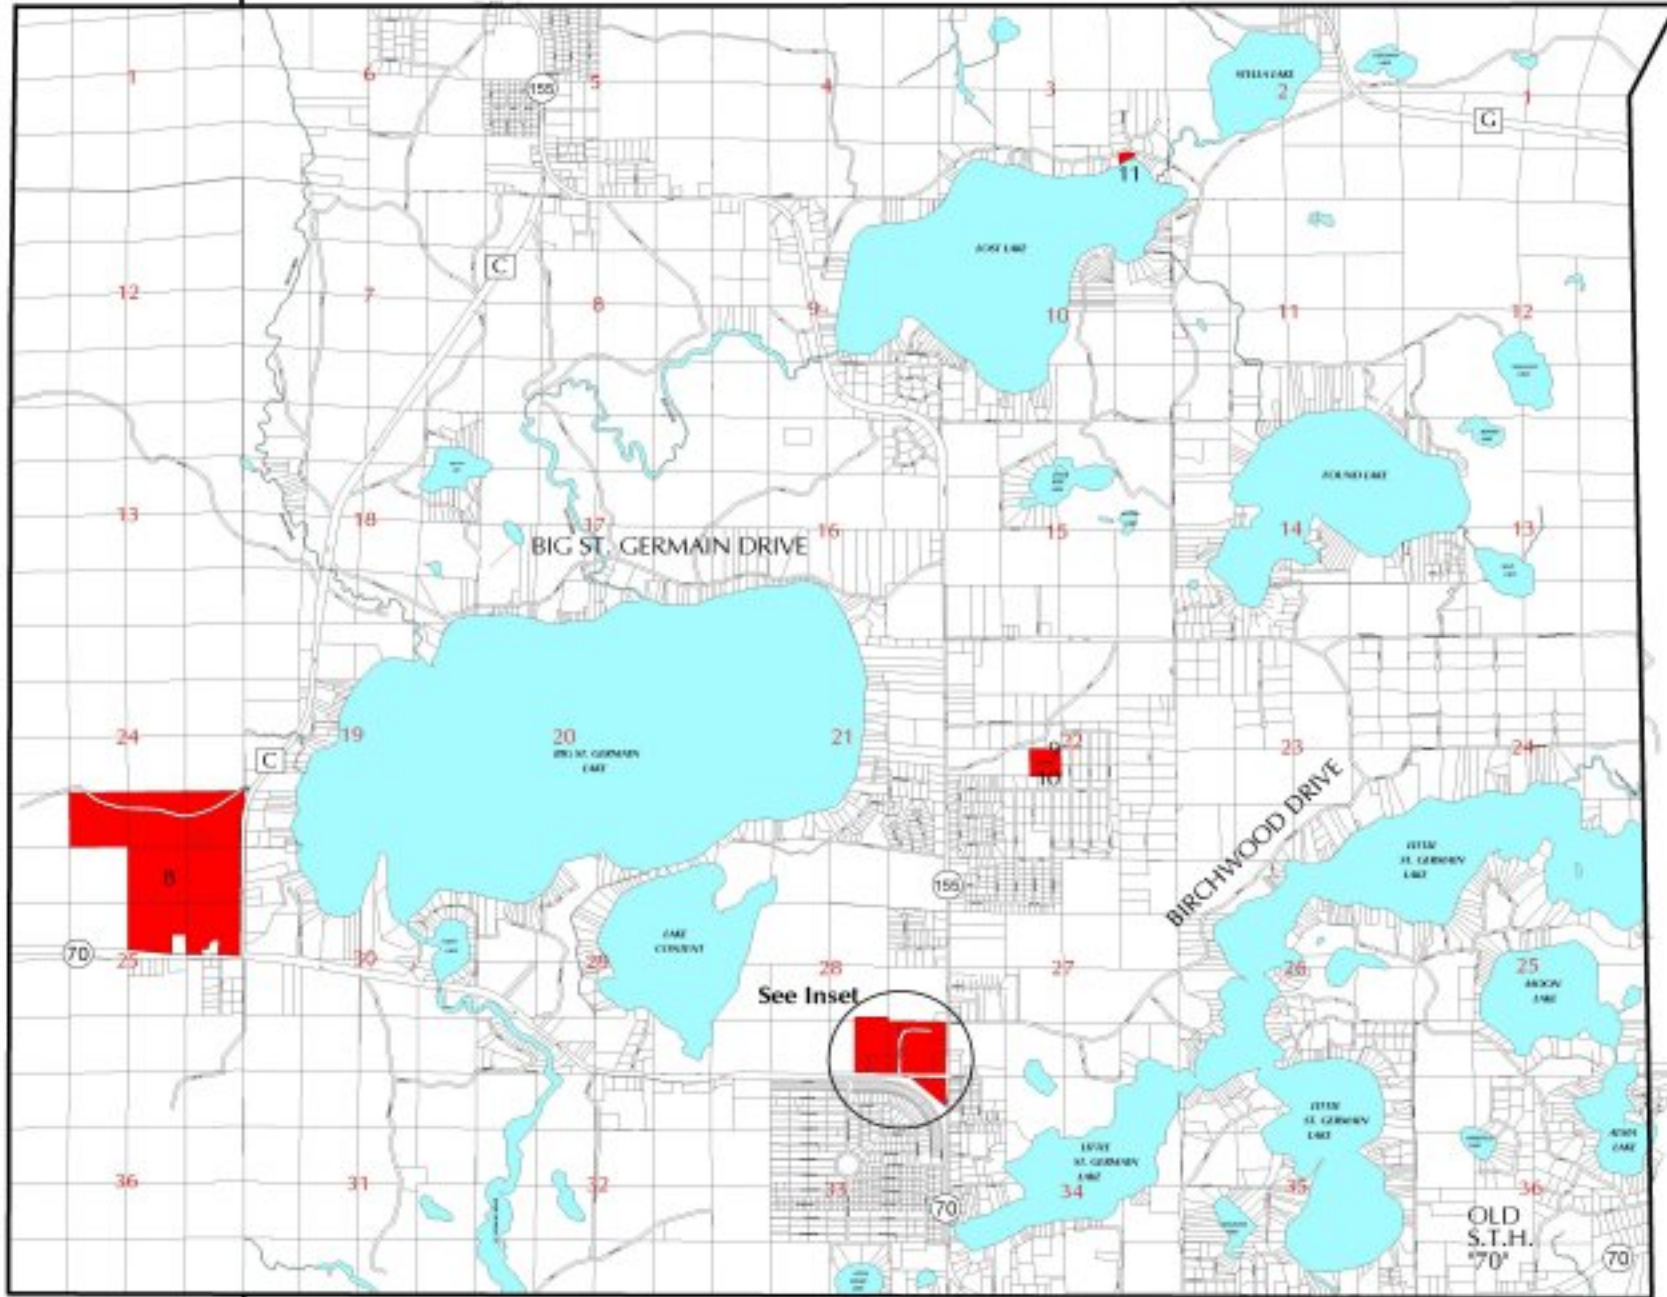 1
6
5
4
3
2
1
155
G
T
11
C
LOST LAKE
12
7
8
9
10
11
12
FOUND LAKE
13
18
17
16
15
14
13
BIG ST. GERMAIN DRIVE
24
19
20
21
22
23
24
BIG ST. GERMAIN
LAKE
C
9
10
BIRCHWOOD DRIVE
8
155
LITTLE
ST. GERMAIN
LAKE
LAKE
CONTENT
70
25
30
29
28
27
26
25
MOON
LAKE
See Inset
LITTLE
ST. GERMAIN
LAKE
LITTLE
ST. GERMAIN
LAKE
LAKE
36
31
32
33
34
35
36
70
OLD
S.T.H.
"70"
70